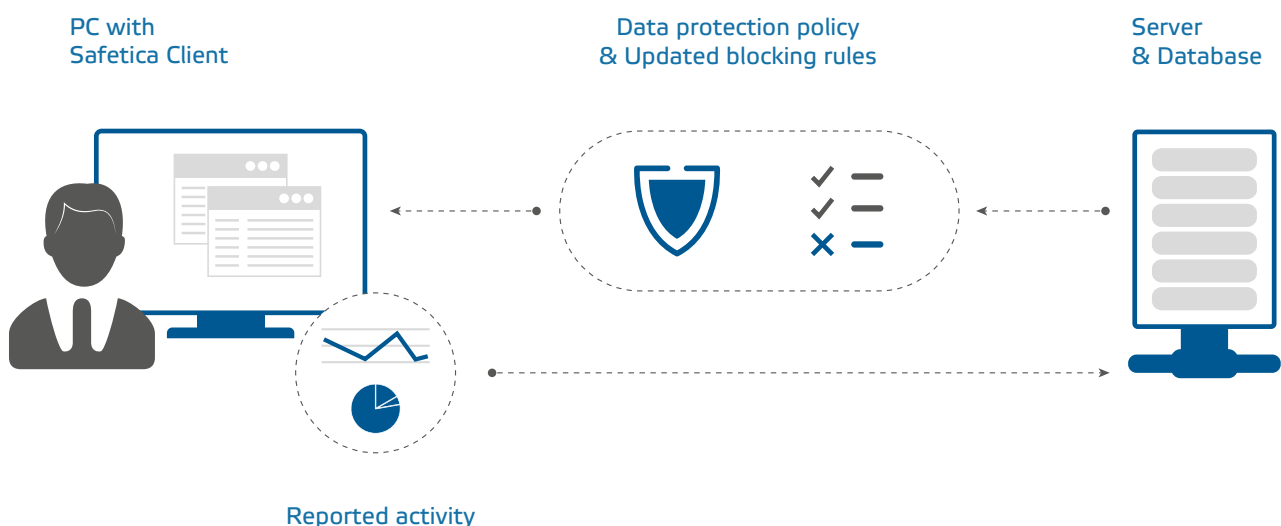 PC with
Safetica Client
Data protection policy
& Updated blocking rules
Server
& Database
Reported activity